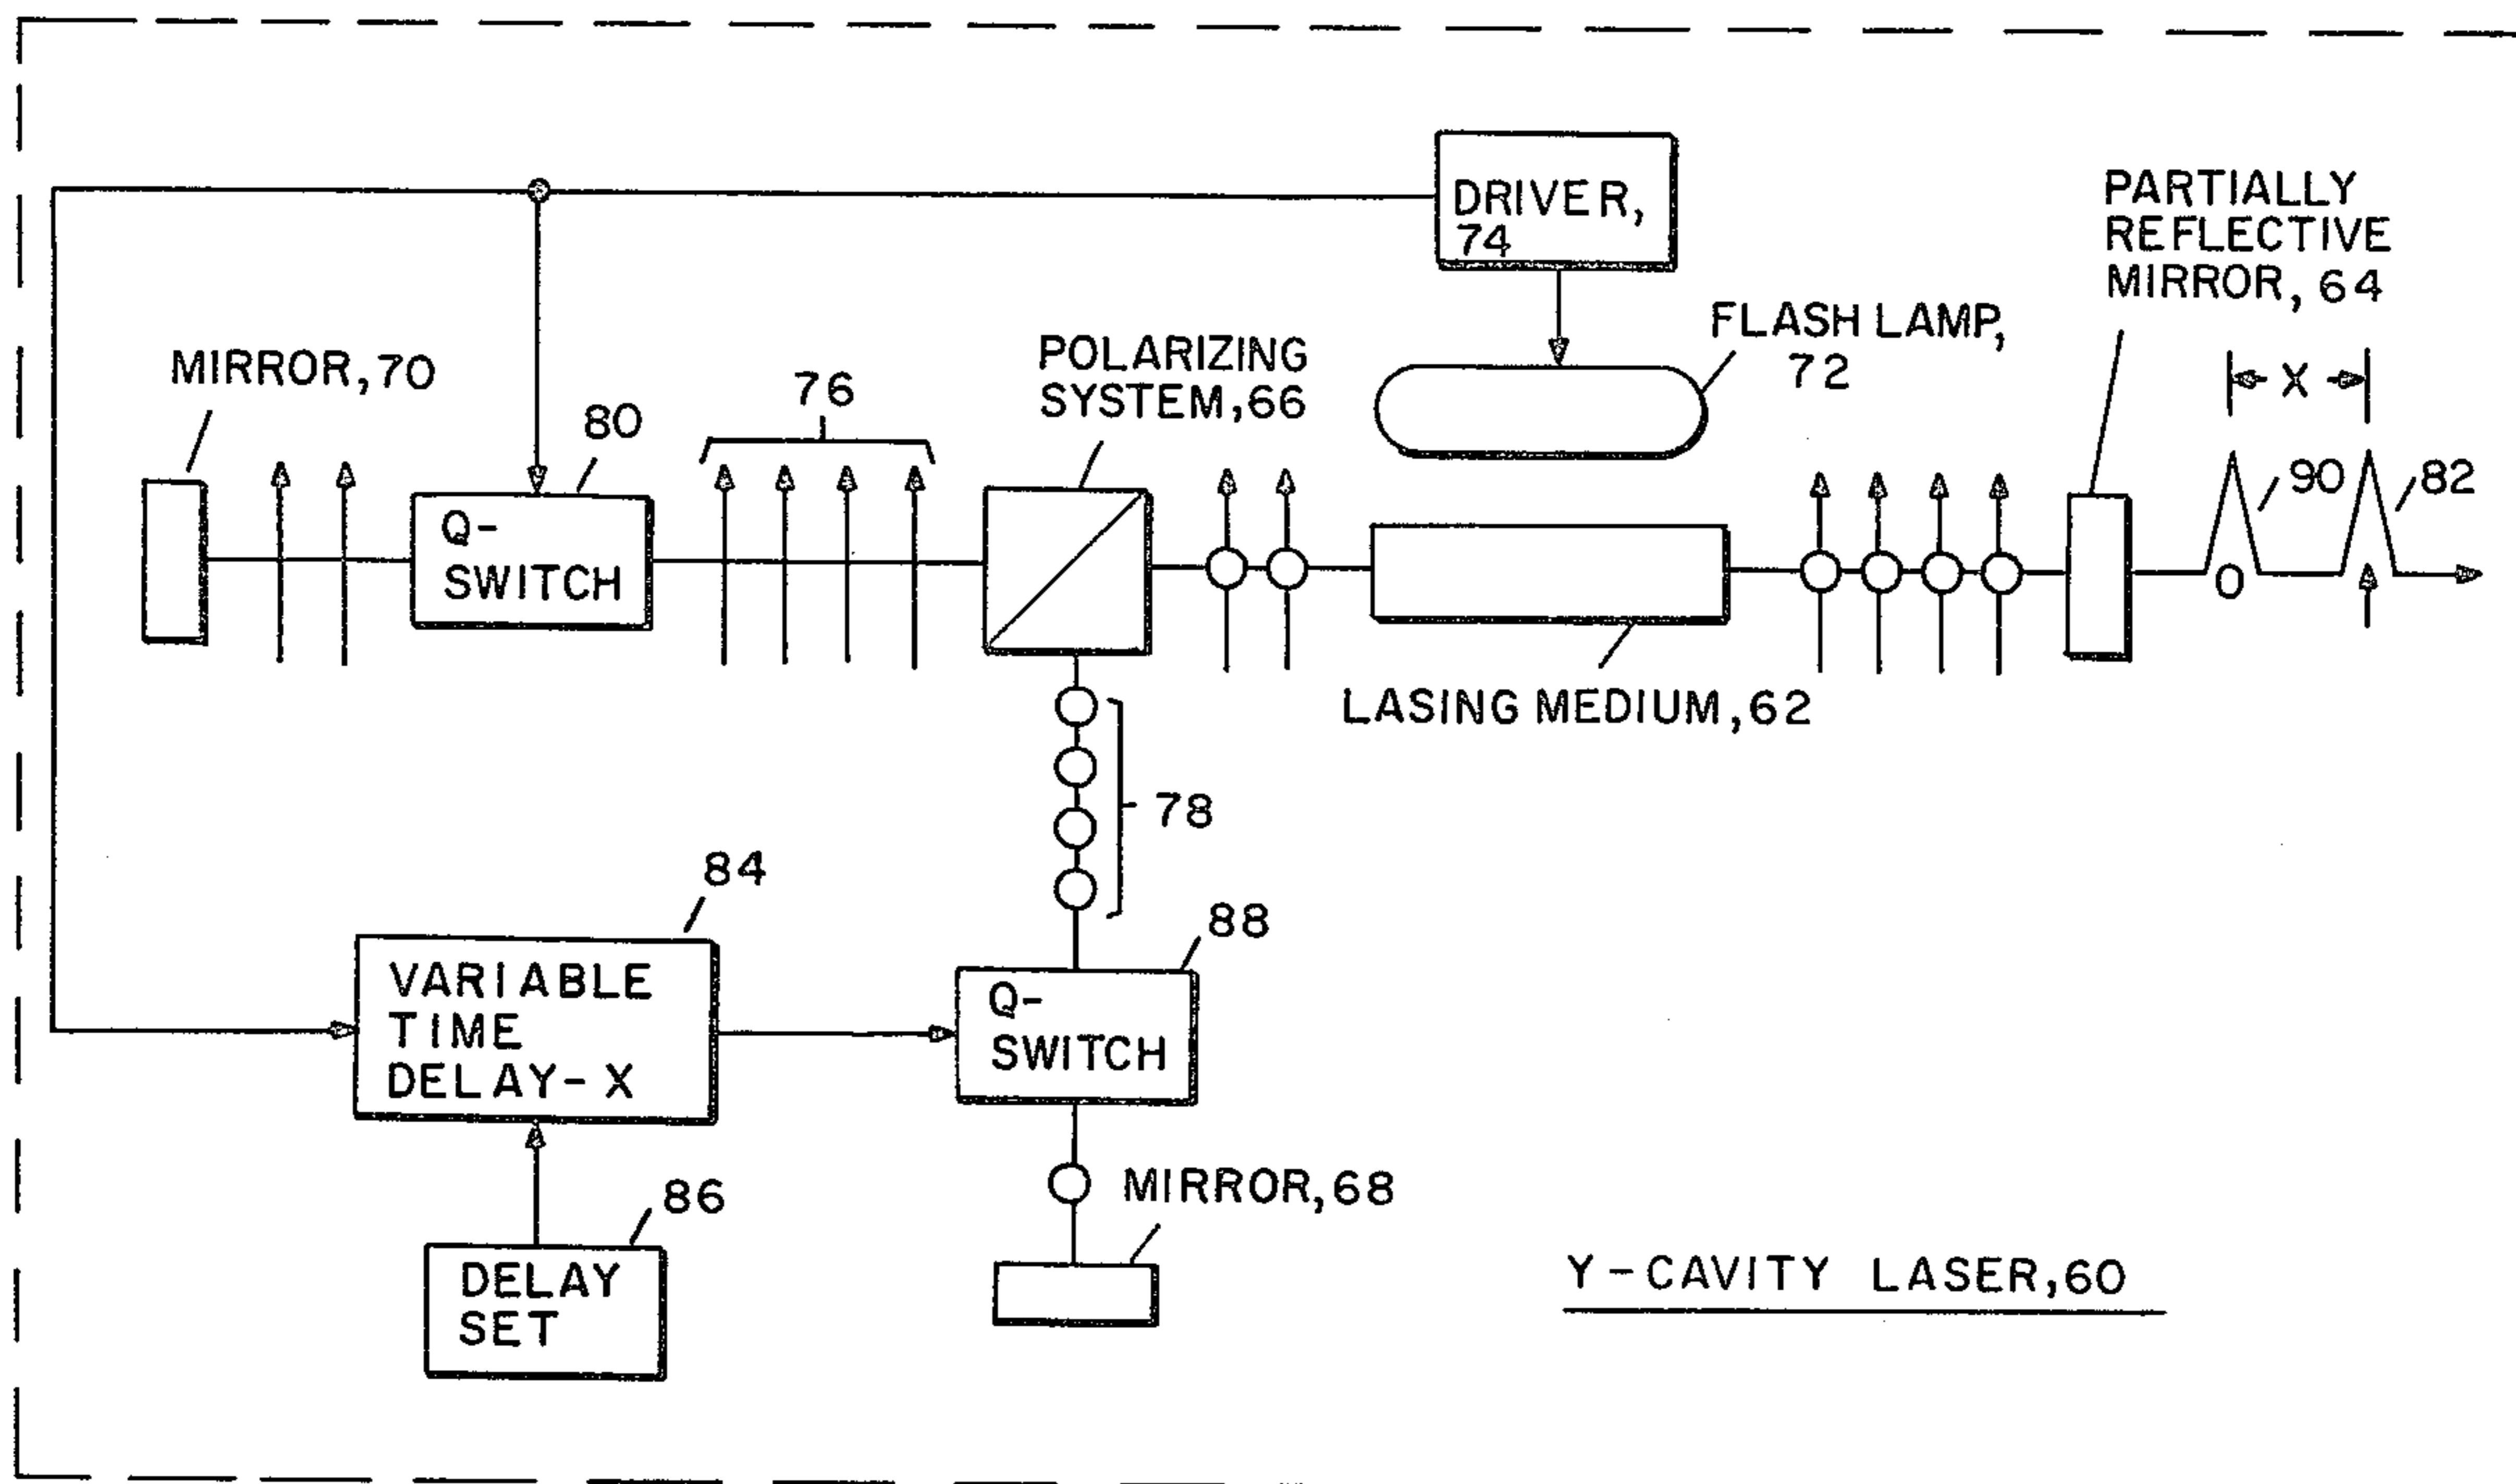 DRIVER,
74
PARTIALLY
REFLECTIVE
MIRROR, 64
FLASH LAMP,
72
X
POLARIZING
SYSTEM,66
MIRROR,70
76
80
90
82
Q-
SWITCH
O
LASING MEDIUM,62
78
84
88
VARIABLE
TIME
DELAY-X
Q-
SWITCH
86
MIRROR,68
DELAY
SET
Y-CAVITY LASER,60